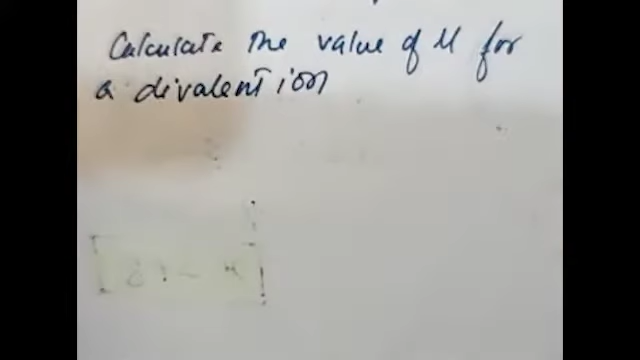 Calculate the value of μ for
a divalent ion